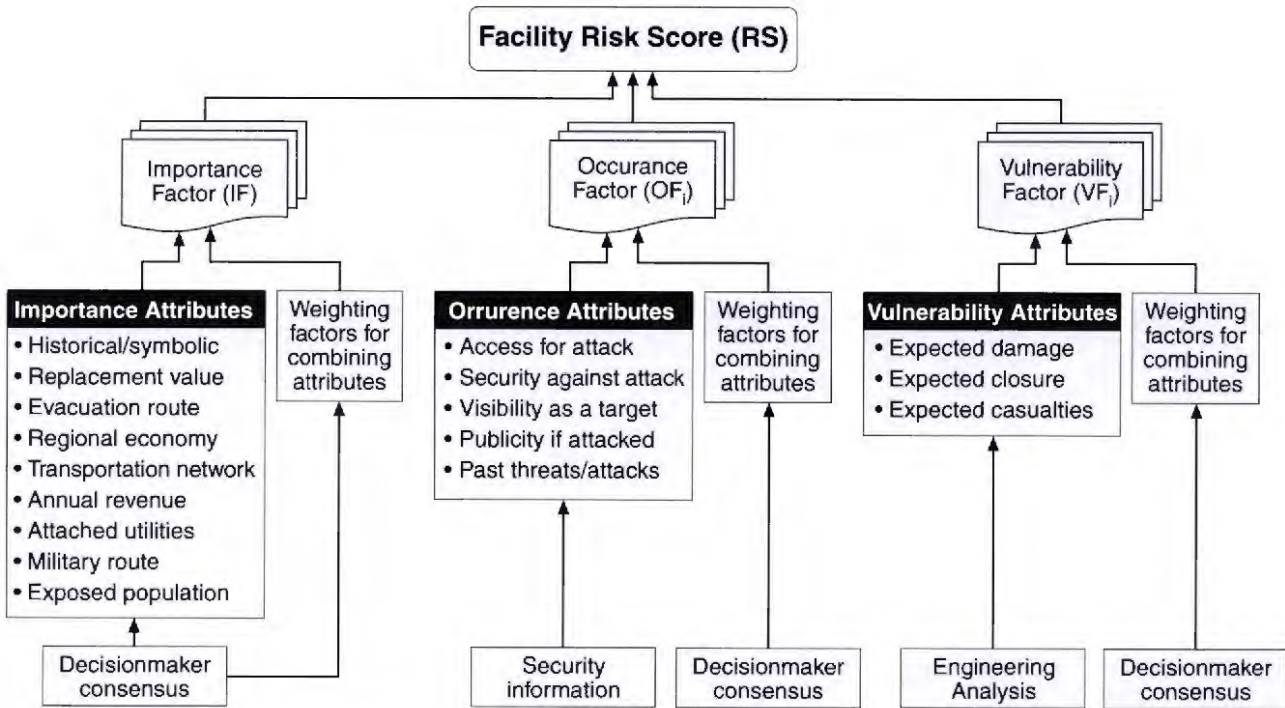 Facility Risk Score (RS)
Importance
Factor (IF)
Occurance
Factor (OFi)
Vulnerability
Factor (VFi)
Importance Attributes
• Historical/symbolic
• Replacement value
• Evacuation route
• Regional economy
• Transportation network
• Annual revenue
• Attached utilities
• Military route
• Exposed population
Weighting
factors for
combining
attributes
Orrurence Attributes
• Access for attack
• Security against attack
• Visibility as a target
• Publicity if attacked
• Past threats/attacks
Weighting
factors for
combining
attributes
Vulnerability Attributes
• Expected damage
• Expected closure
• Expected casualties
Weighting
factors for
combining
attributes
Decisionmaker
consensus
Security
information
Decisionmaker
consensus
Engineering
Analysis
Decisionmaker
consensus